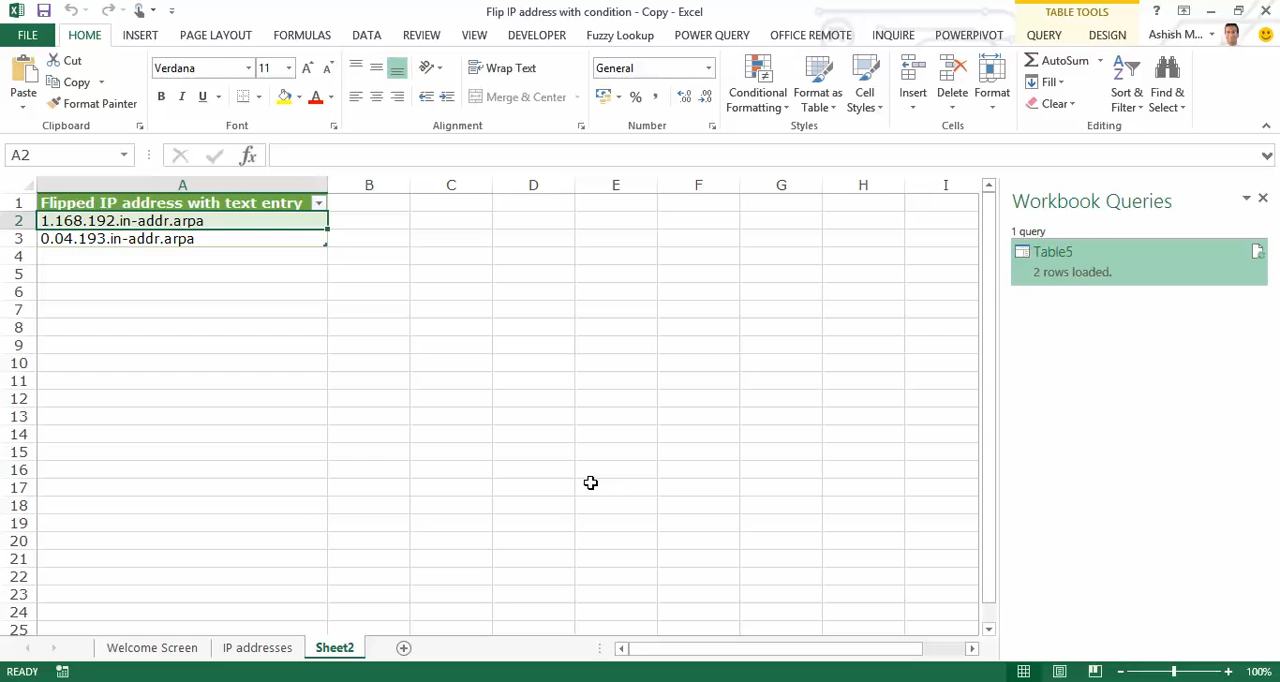 Flip IP address with condition - Copy - Excel
TABLE TOOLS
?
FILE HOME INSERT PAGE LAYOUT FORMULAS DATA REVIEW VIEW DEVELOPER Fuzzy Lookup POWER QUERY OFFICE REMOTE INQUIRE POWERPIVOT QUERY DESIGN Ashish M...
Paste
Cut
Copy
Format Painter
Clipboard
Verdana 11
B I U
Font
Wrap Text
Merge & Center
Alignment
General
%
Number
Conditional Formatting
Format as Table
Cell Styles
Styles
Insert
Delete
Format
Cells
AutoSum
Fill
Clear
Sort & Filter
Find & Select
Editing
A2
fx
A B C D E F G H I
1 Flipped IP address with text entry
2 1.168.192.in-addr.arpa
3 0.04.193.in-addr.arpa
4
5
6
7
8
9
10
11
12
13
14
15
16
17
18
19
20
21
22
23
24
25
Workbook Queries
1 query
Table5
2 rows loaded.
Welcome Screen IP addresses Sheet2
READY
100%